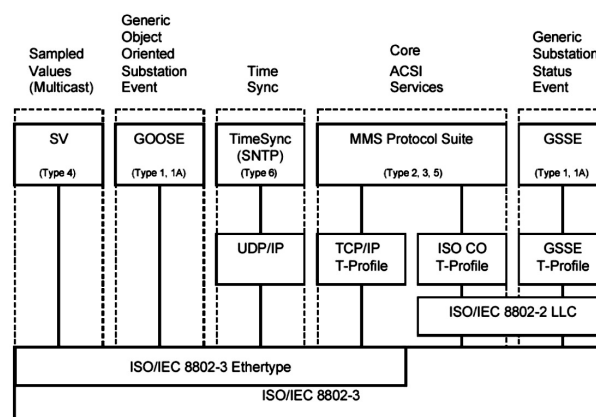 Sampled
Values
(Multicast)
Generic
Object
Oriented
Substation
Event
Time
Sync
Core
ACSI
Services
Generic
Substation
Status
Event
SV
(Type 4)
GOOSE
(Type 1, 1A)
TimeSync
(SNTP)
(Type 6)
MMS Protocol Suite
(Type 2, 3, 5)
GSSE
(Type 1, 1A)
UDP/IP
TCP/IP
T-Profile
ISO CO
T-Profile
GSSE
T-Profile
ISO/IEC 8802-2 LLC
ISO/IEC 8802-3 Ethertype
ISO/IEC 8802-3